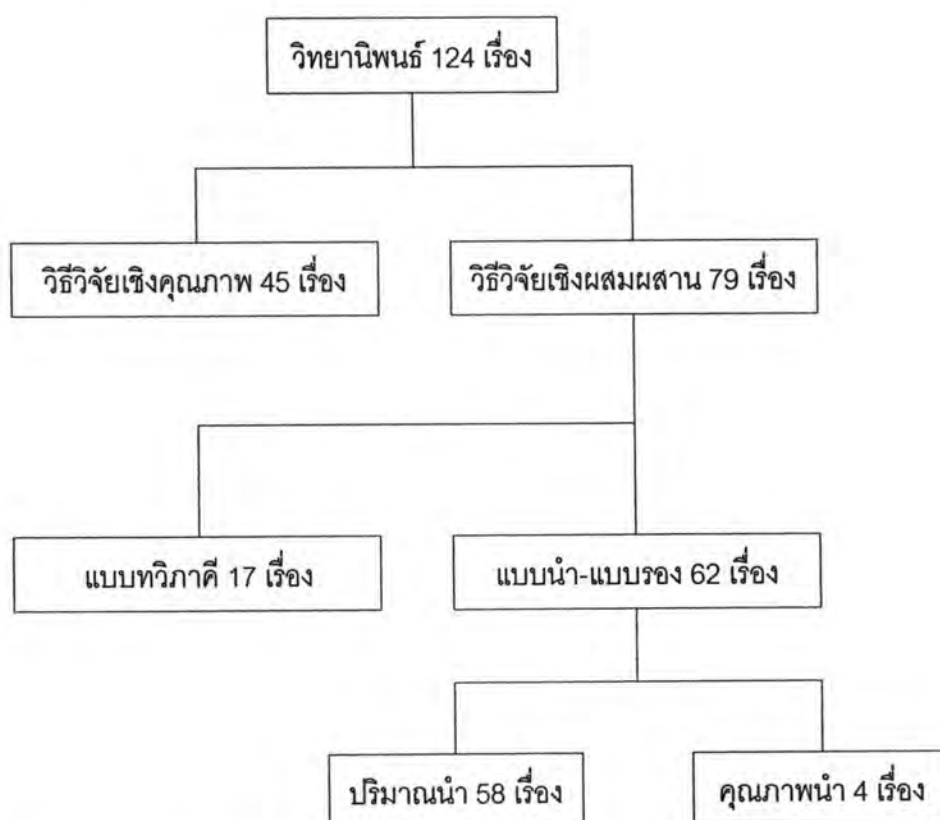 วิทยานิพนธ์ 124 เรื่อง
วิธีวิจัยเชิงคุณภาพ 45 เรื่อง
วิธีวิจัยเชิงผสมผสาน 79 เรื่อง
แบบทวิภาคี 17 เรื่อง
แบบนำ-แบบรอง 62 เรื่อง
ปริมาณนำ 58 เรื่อง
คุณภาพนำ 4 เรื่อง